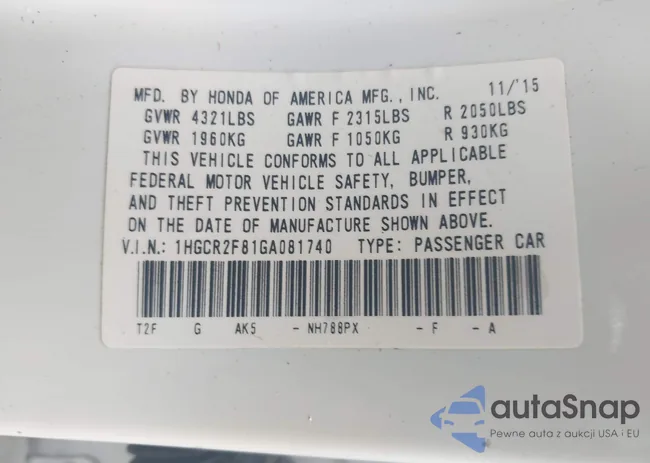 MFD. BY HONDA OF AMERICA MFG., INC. 11/'15
GVWR 4321LBS GAWR F 2315LBS R 2050LBS
GVWR 1960KG GAWR F 1050KG R 930KG
THIS VEHICLE CONFORMS TO ALL APPLICABLE
FEDERAL MOTOR VEHICLE SAFETY, BUMPER,
AND THEFT PREVENTION STANDARDS IN EFFECT
ON THE DATE OF MANUFACTURE SHOWN ABOVE.
V.I.N.: 1HGCR2F81GA081740 TYPE: PASSENGER CAR
T2F G AK5 - NH788PX - F - A
autaSnap
Pewne auta z aukcji USA i EU